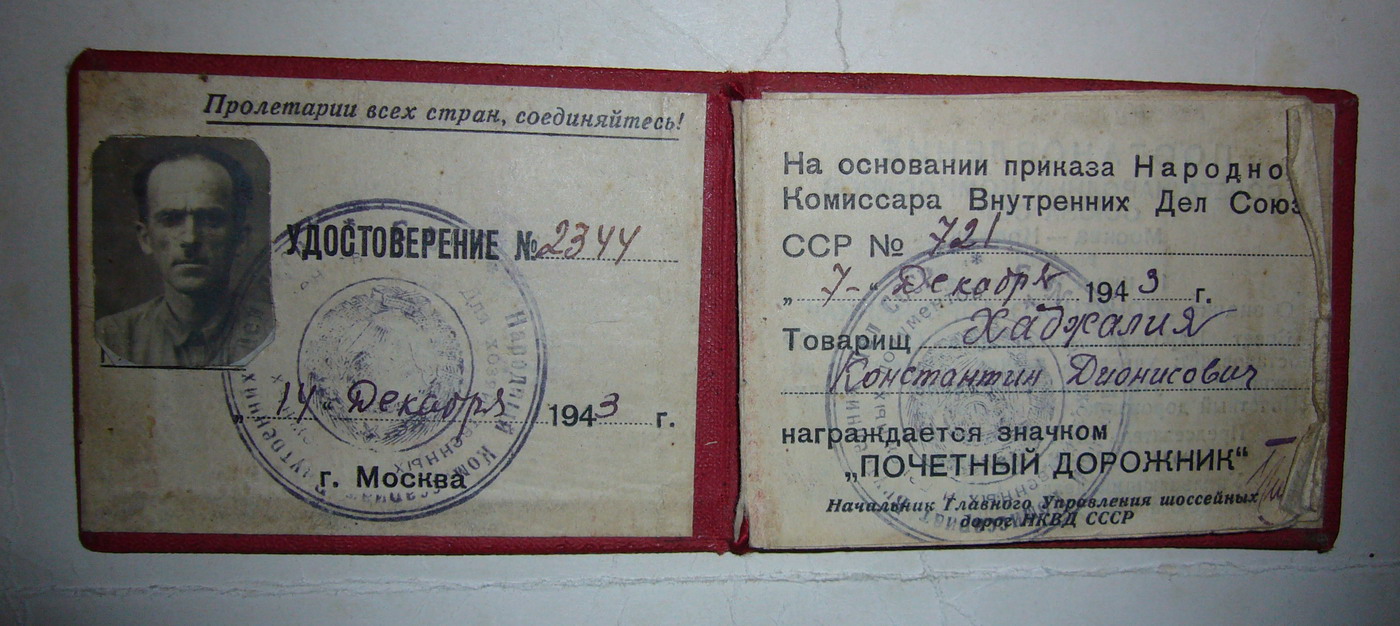 Пролетарии всех стран, соединяйтесь!
УДОСТОВЕРЕНИЕ № 2344
„ 14 " Декабря 1943 г.
г. Москва
На основании приказа Народно
Комиссара Внутренних Дел Союз
ССР № 721
„ 7 " Декабря 1943 г.
Товарищ Хаджалия
Константин Дионисович
награждается значком
„ПОЧЕТНЫЙ ДОРОЖНИК“
Начальник Главного Управления шоссейных
дорог НКВД СССР